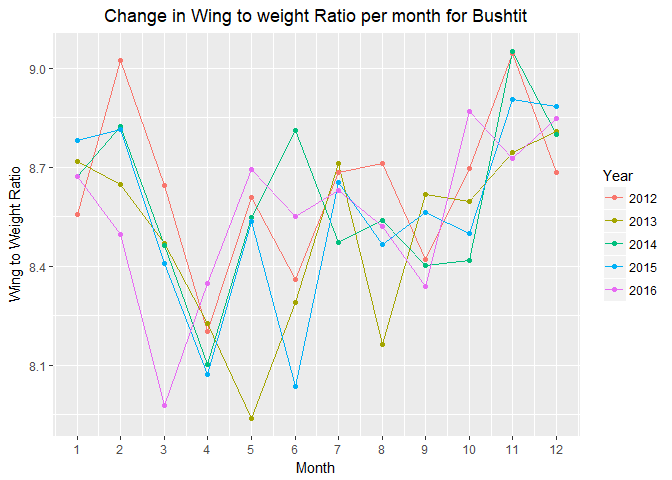 Change in Wing to weight Ratio per month for Bushtit
Wing to Weight Ratio
9.0
8.7
8.4
8.1
1 2 3 4 5 6 7 8 9 10 11 12
Month
Year
2012
2013
2014
2015
2016